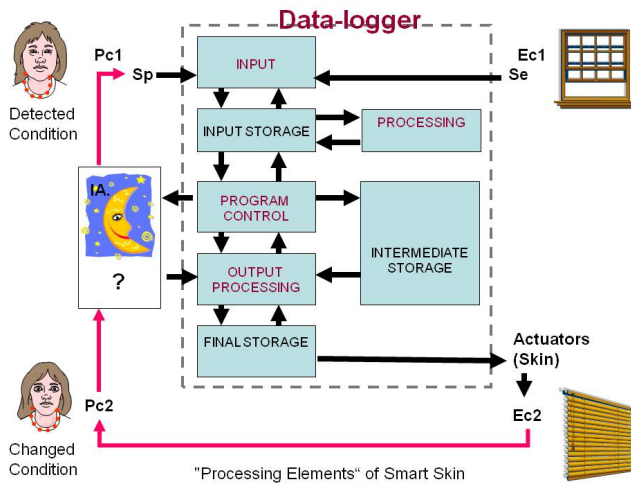 Data-logger
Pc1
Sp
INPUT
Ec1
Se
Detected
Condition
INPUT STORAGE
PROCESSING
IA.
?
PROGRAM
CONTROL
INTERMEDIATE
STORAGE
OUTPUT
PROCESSING
FINAL STORAGE
Actuators
(Skin)
Pc2
Ec2
Changed
Condition
"Processing Elements“ of Smart Skin